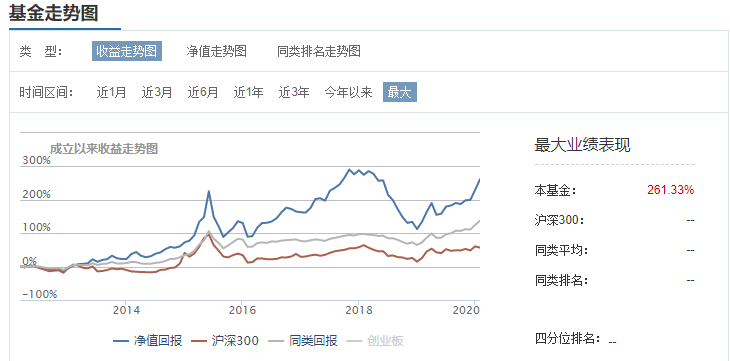 基金走势图
类 型： 收益走势图 净值走势图 同类排名走势图
时间区间： 近1月 近3月 近6月 近1年 近3年 今年以来 最大
成立以来收益走势图
300%
200%
100%
0%
-100%
2014 2016 2018 2020
净值回报 沪深300 同类回报 创业板
最大业绩表现
本基金： 261.33%
沪深300： --
同类平均： --
同类排名： --
四分位排名： --